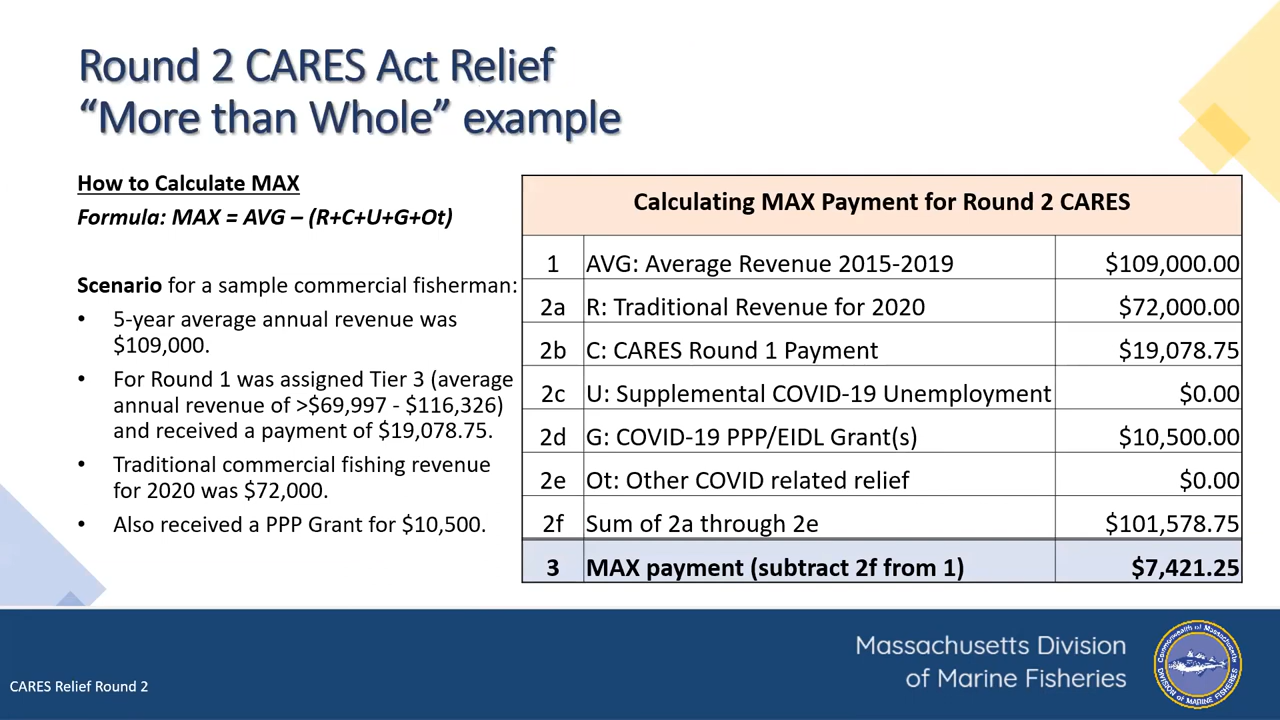 Round 2 CARES Act Relief
“More than Whole” example
How to Calculate MAX
Formula: MAX = AVG – (R+C+U+G+Ot)
Scenario for a sample commercial fisherman:
• 5-year average annual revenue was
$109,000.
• For Round 1 was assigned Tier 3 (average
annual revenue of >$69,997 - $116,326)
and received a payment of $19,078.75.
• Traditional commercial fishing revenue
for 2020 was $72,000.
• Also received a PPP Grant for $10,500.
Calculating MAX Payment for Round 2 CARES
1 AVG: Average Revenue 2015-2019 $109,000.00
2a R: Traditional Revenue for 2020 $72,000.00
2b C: CARES Round 1 Payment $19,078.75
2c U: Supplemental COVID-19 Unemployment $0.00
2d G: COVID-19 PPP/EIDL Grant(s) $10,500.00
2e Ot: Other COVID related relief $0.00
2f Sum of 2a through 2e $101,578.75
3 MAX payment (subtract 2f from 1) $7,421.25
Massachusetts Division
of Marine Fisheries
Commonwealth of Massachusetts
DIVISION of MARINE FISHERIES
CARES Relief Round 2